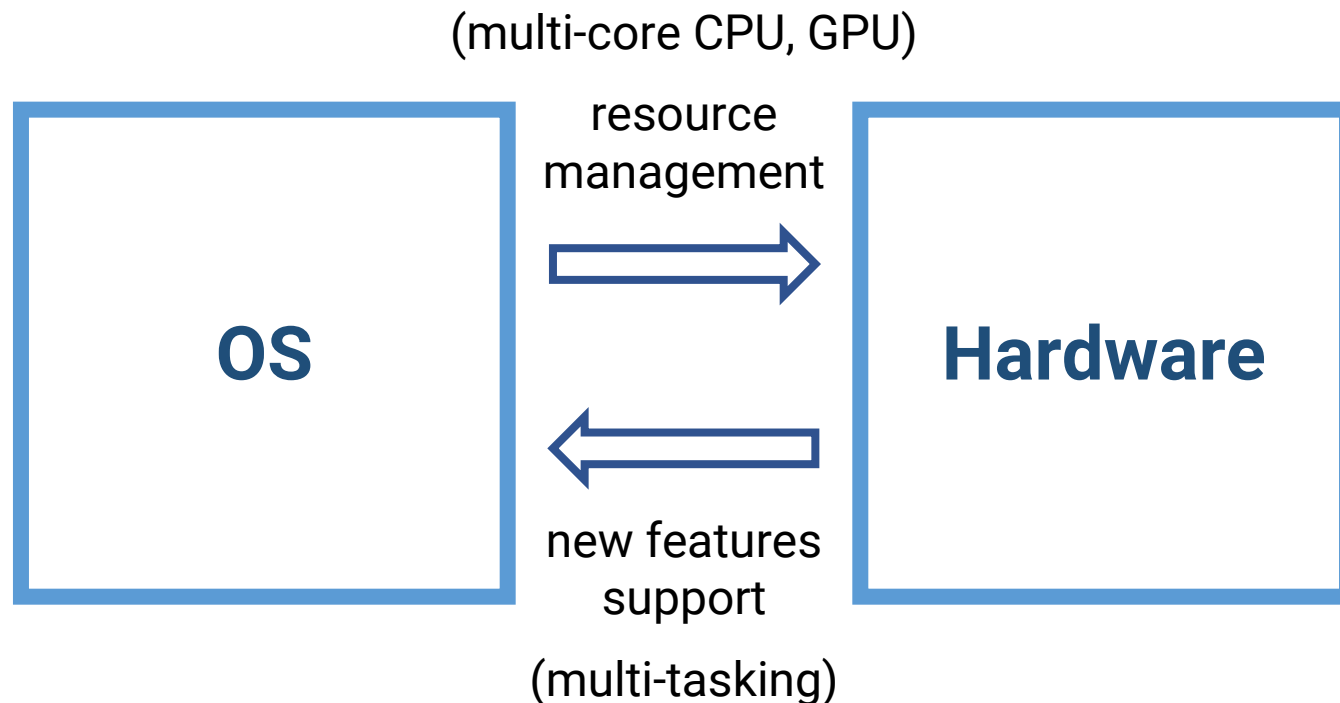 (multi-core CPU, GPU)
resource
management
OS
Hardware
new features
support
(multi-tasking)